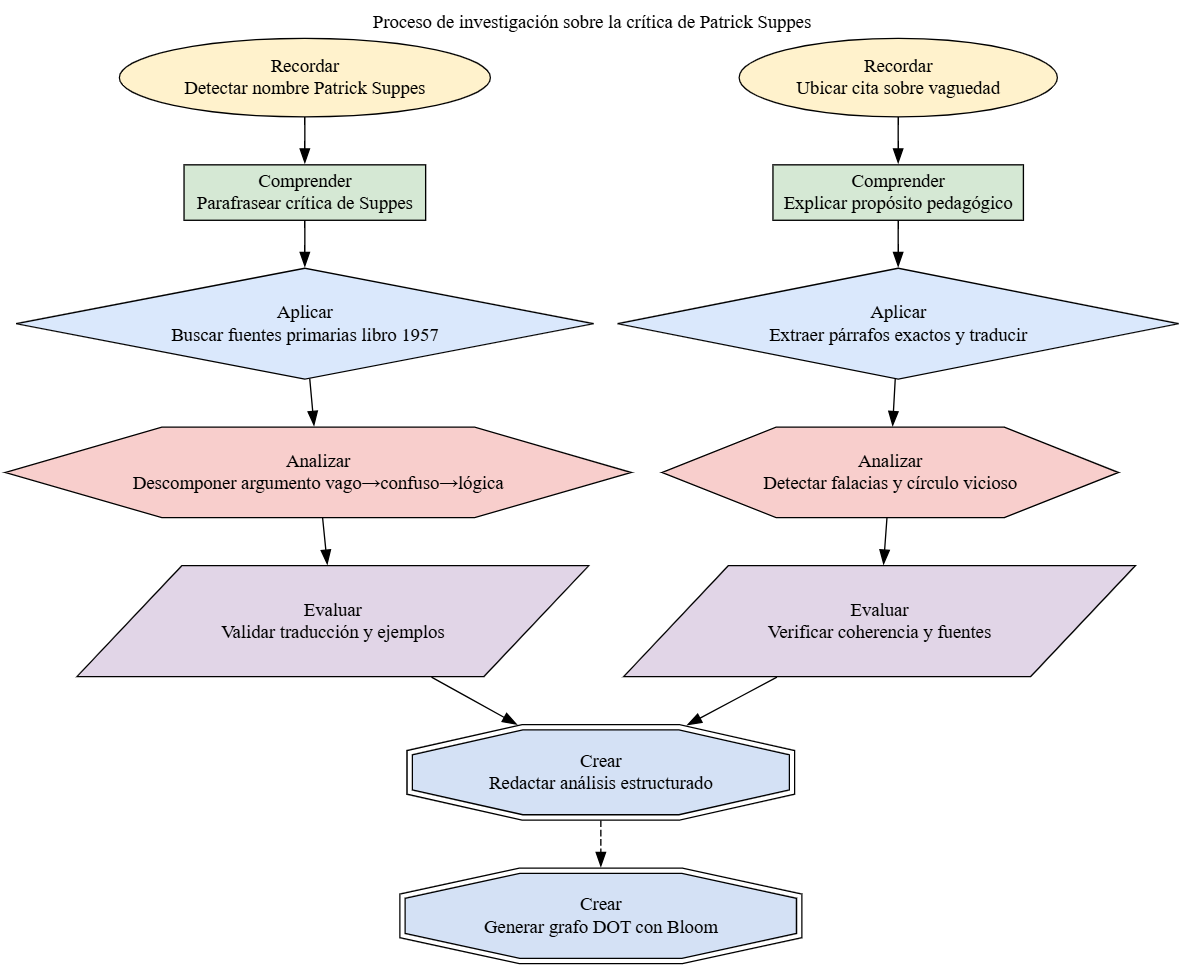 Proceso de investigación sobre la crítica de Patrick Suppes
Recordar
Detectar nombre Patrick Suppes
Recordar
Ubicar cita sobre vaguedad
Comprender
Parafrasear crítica de Suppes
Comprender
Explicar propósito pedagógico
Aplicar
Buscar fuentes primarias libro 1957
Aplicar
Extraer párrafos exactos y traducir
Analizar
Descomponer argumento vago→confuso→lógica
Analizar
Detectar falacias y círculo vicioso
Evaluar
Validar traducción y ejemplos
Evaluar
Verificar coherencia y fuentes
Crear
Redactar análisis estructurado
Crear
Generar grafo DOT con Bloom